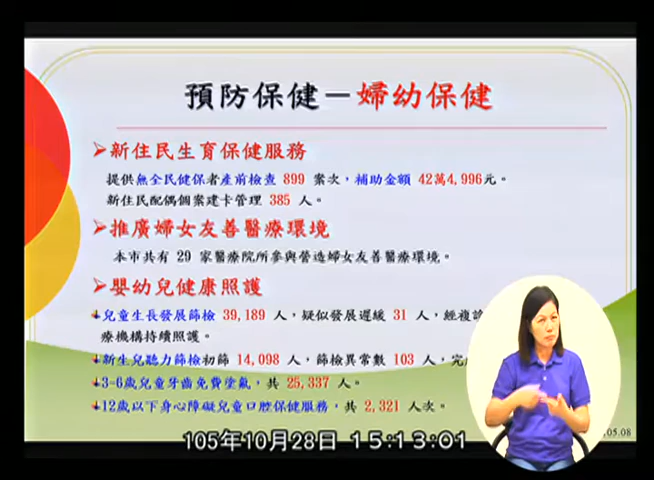 預防保健－婦幼保健
新住民生育保健服務
提供無全民健保者產前檢查 899 案次，補助金額 42萬4,996元。
新住民配偶個案建卡管理 385 人。
推廣婦女友善醫療環境
本市共有 29 家醫療院所參與營造婦女友善醫療環境。
嬰幼兒健康照護
兒童生長發展篩檢 39,189 人，疑似發展遲緩 31 人，經複診
療機構持續照護。
新生兒聽力篩檢初篩 14,098 人，篩檢異常數 103 人，完
3-6歲兒童牙齒免費塗氟，共 25,337 人。
12歲以下身心障礙兒童口腔保健服務，共 2,321 人次。
.05.08
105年10月28日 15:13:01